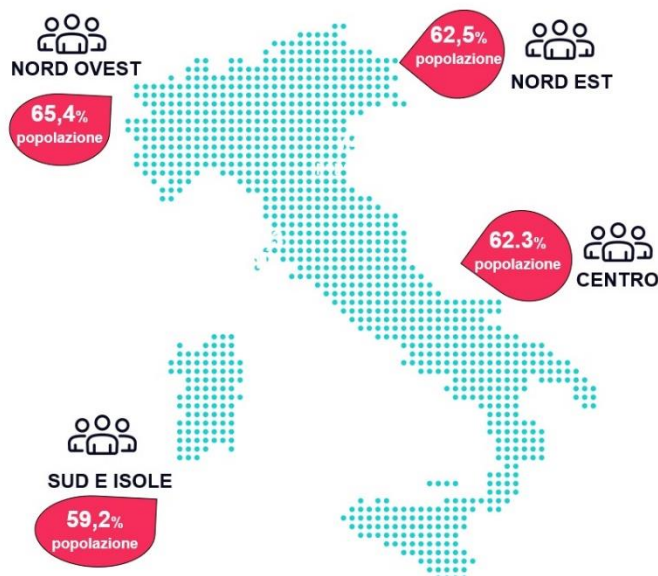 NORD OVEST
65,4%
popolazione
62,5%
popolazione
NORD EST
62.3%
popolazione
CENTRO
SUD E ISOLE
59,2%
popolazione